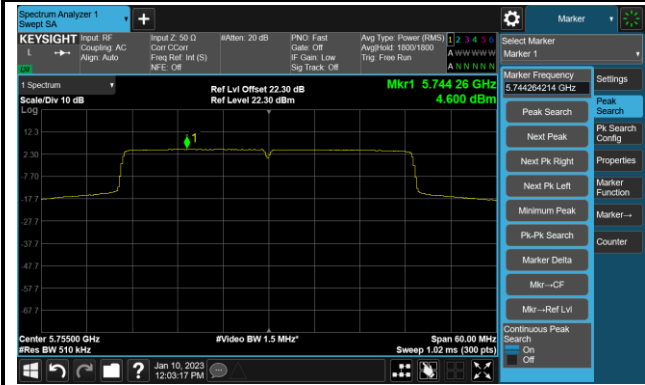 Spectrum Analyzer 1
Swept SA
+
Marker
KEYSIGHT
L
Input: RF
Coupling: AC
Align: Auto
Input Z: 50 Ω
Corr CCorr
Freq Ref: Int (S)
NFE: Off
#Atten: 20 dB
PNO: Fast
Gate: Off
IF Gain: Low
Sig Track: Off
Avg Type: Power (RMS)
Avg|Hold: 1800/1800
Trig: Free Run
1 2 3 4 5 6
A W W W W W
A N N N N N
Select Marker
Marker 1
1 Spectrum
Scale/Div 10 dB
Log
Ref Lvl Offset 22.30 dB
Ref Level 22.30 dBm
Mkr1 5.744 26 GHz
4.600 dBm
12.3
2.30
-7.70
-17.7
-27.7
-37.7
-47.7
-57.7
-67.7
1
Center 5.75500 GHz
#Res BW 510 kHz
#Video BW 1.5 MHz*
Span 60.00 MHz
Sweep 1.02 ms (300 pts)
Marker Frequency
5.744264214 GHz
Peak Search
Next Peak
Next Pk Right
Next Pk Left
Minimum Peak
Pk-Pk Search
Marker Delta
Mkr→CF
Mkr→Ref Lvl
Continuous Peak
Search
On
Off
Settings
Peak
Search
Pk Search
Config
Properties
Marker
Function
Marker→
Counter
?
Jan 10, 2023
12:03:17 PM